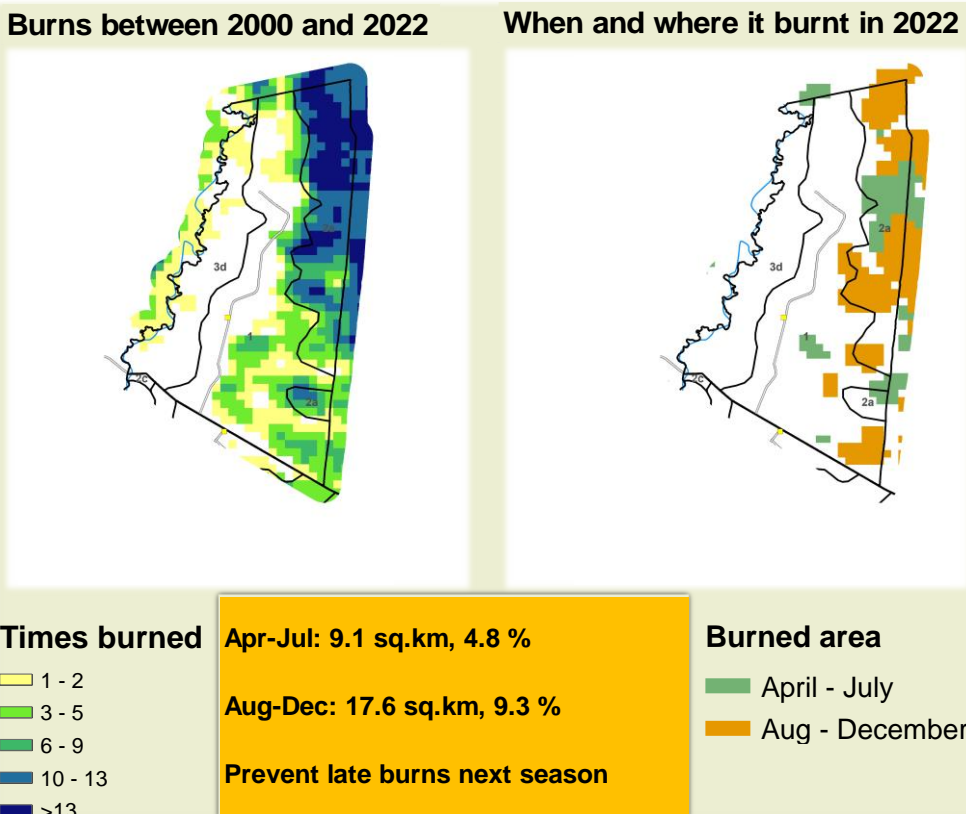 Burns between 2000 and 2022
When and where it burnt in 2022
3d
1
2a
2c
3d
2a
1
2a
2c
Times burned
1 - 2
3 - 5
6 - 9
10 - 13
>13
Apr-Jul: 9.1 sq.km, 4.8 %
Aug-Dec: 17.6 sq.km, 9.3 %
Prevent late burns next season
Burned area
April - July
Aug - December